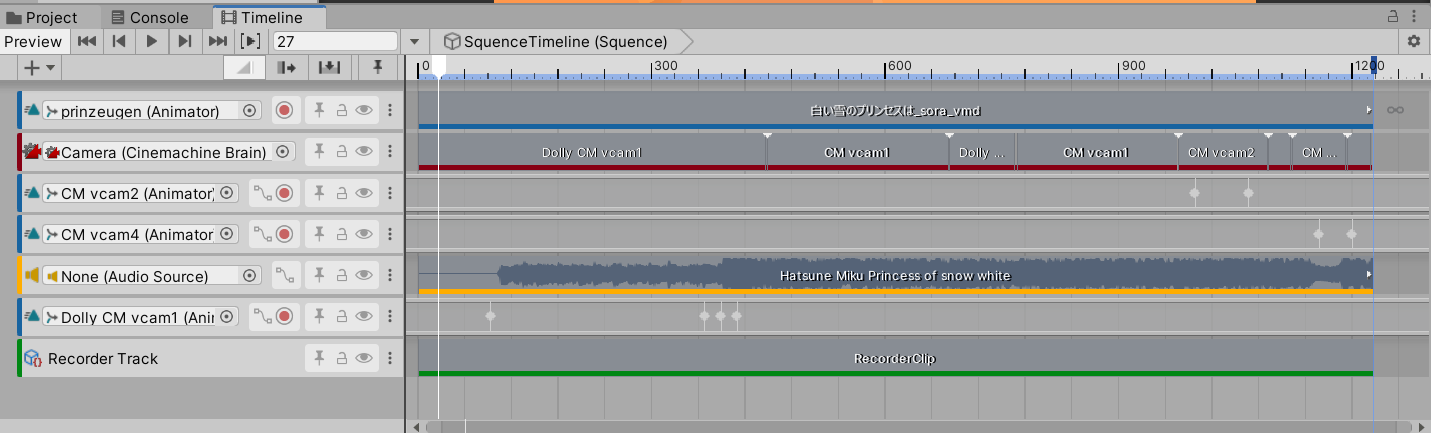 Project
Console
Timeline
Preview
27
SquenceTimeline (Squence)
0
300
600
900
1200
prinzeugen (Animator)
白い雪のプリンセスは_sora_vmd
Camera (Cinemachine Brain)
Dolly CM vcam1
CM vcam1
Dolly ...
CM vcam1
CM vcam2
CM ...
CM vcam2 (Animator)
CM vcam4 (Animator
None (Audio Source)
Hatsune Miku Princess of snow white
Dolly CM vcam1 (Ani
Recorder Track
RecorderClip